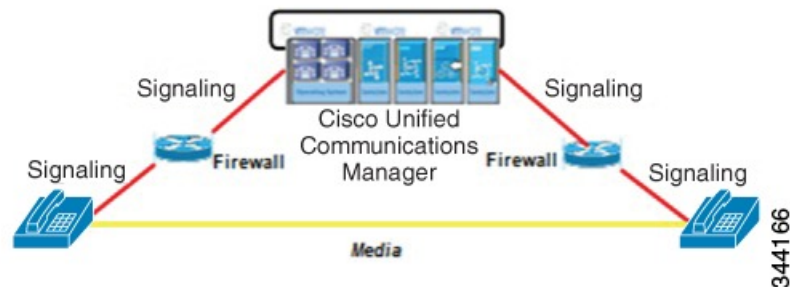 Signaling
Signaling
Cisco Unified
Communications
Manager
Firewall
Firewall
Signaling
Signaling
Media
344166